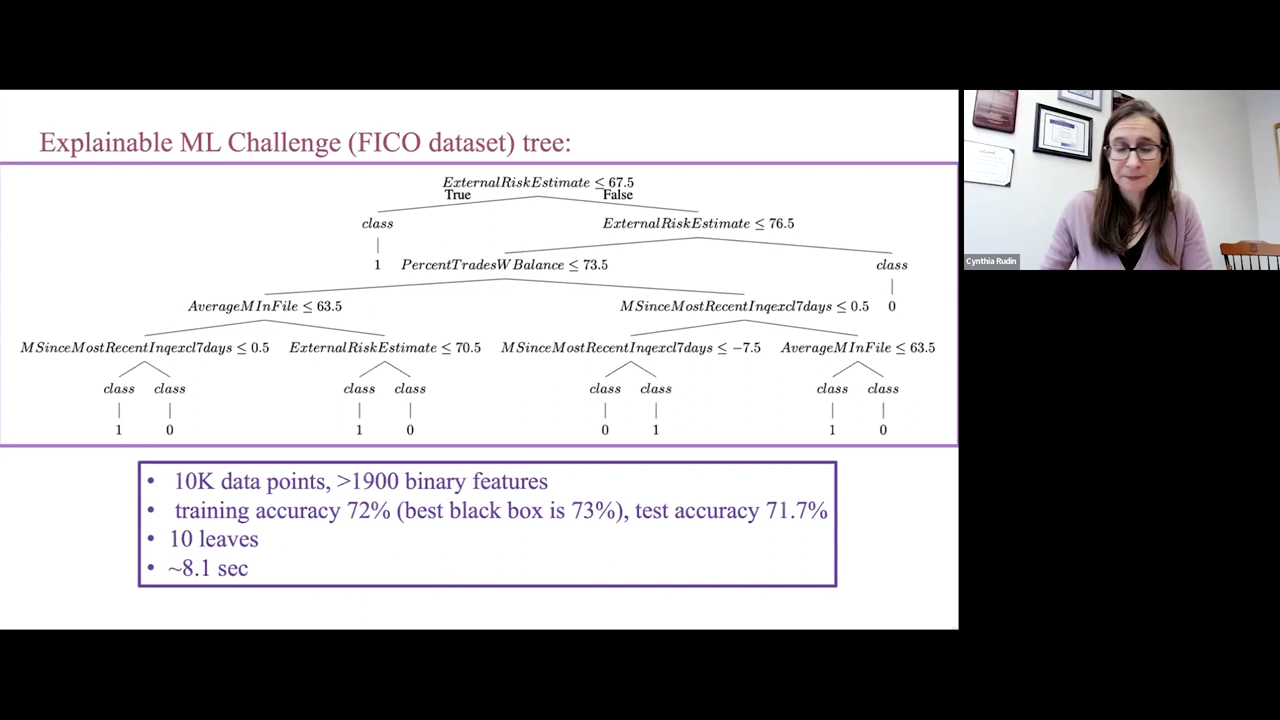 Explainable ML Challenge (FICO dataset) tree:
ExternalRiskEstimate ≤ 67.5
True False
class ExternalRiskEstimate ≤ 76.5
1 PercentTradesWBalance ≤ 73.5 class
AverageMInFile ≤ 63.5 MSinceMostRecentInqexcl7days ≤ 0.5 0
MSinceMostRecentInqexcl7days ≤ 0.5 ExternalRiskEstimate ≤ 70.5 MSinceMostRecentInqexcl7days ≤ −7.5 AverageMInFile ≤ 63.5
class class class class class class class class
1 0 1 0 0 1 1 0
• 10K data points, >1900 binary features
• training accuracy 72% (best black box is 73%), test accuracy 71.7%
• 10 leaves
• ~8.1 sec
Cynthia Rudin